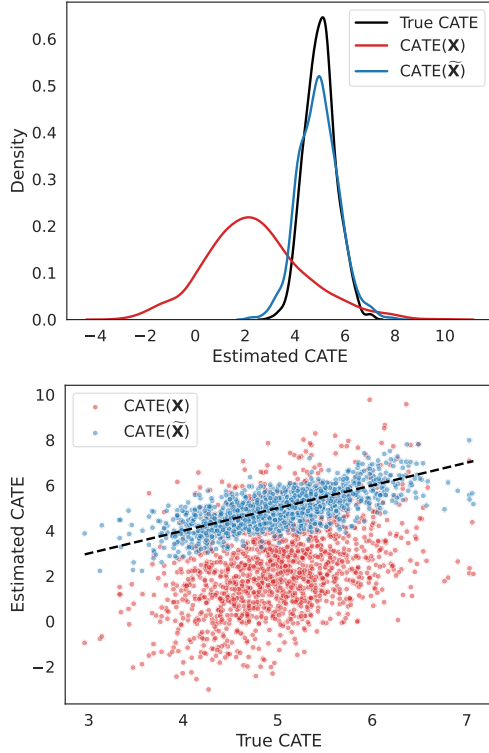 0.6
0.5
0.4
0.3
0.2
0.1
0.0
Density
True CATE
CATE(X)
CATE(X̃)
−4 −2 0 2 4 6 8 10
Estimated CATE
10
8
6
4
2
0
−2
Estimated CATE
CATE(X)
CATE(X̃)
3 4 5 6 7
True CATE